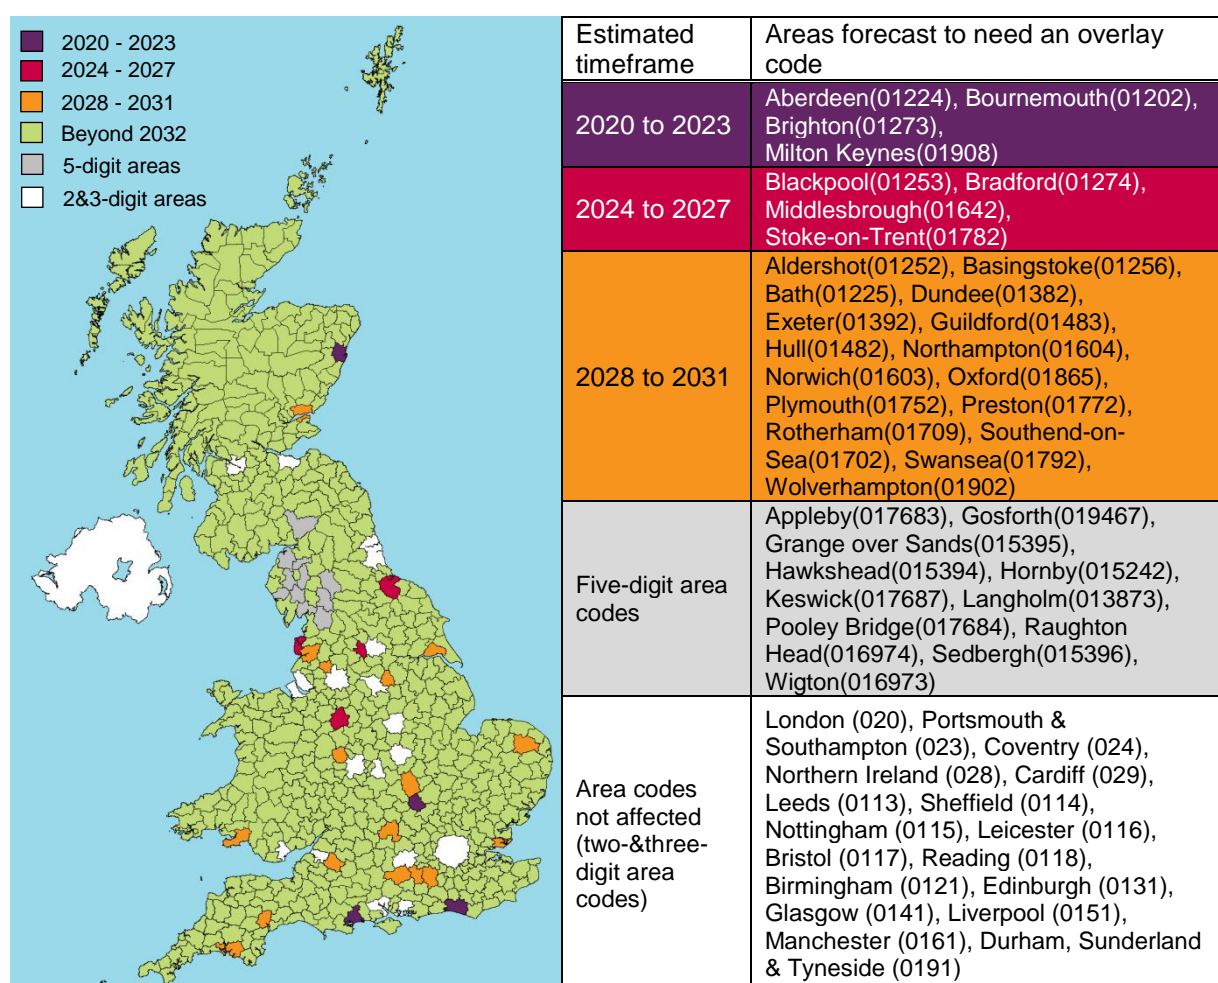 2020 - 2023
2024 - 2027
2028 - 2031
Beyond 2032
5-digit areas
2&3-digit areas
Estimated
timeframe
Areas forecast to need an overlay
code
2020 to 2023
Aberdeen(01224), Bournemouth(01202),
Brighton(01273),
Milton Keynes(01908)
2024 to 2027
Blackpool(01253), Bradford(01274),
Middlesbrough(01642),
Stoke-on-Trent(01782)
2028 to 2031
Aldershot(01252), Basingstoke(01256),
Bath(01225), Dundee(01382),
Exeter(01392), Guildford(01483),
Hull(01482), Northampton(01604),
Norwich(01603), Oxford(01865),
Plymouth(01752), Preston(01772),
Rotherham(01709), Southend-on-
Sea(01702), Swansea(01792),
Wolverhampton(01902)
Five-digit area
codes
Appleby(017683), Gosforth(019467),
Grange over Sands(015395),
Hawkshead(015394), Hornby(015242),
Keswick(017687), Langholm(013873),
Pooley Bridge(017684), Raughton
Head(016974), Sedbergh(015396),
Wigton(016973)
Area codes
not affected
(two-&three-
digit area
codes)
London (020), Portsmouth &
Southampton (023), Coventry (024),
Northern Ireland (028), Cardiff (029),
Leeds (0113), Sheffield (0114),
Nottingham (0115), Leicester (0116),
Bristol (0117), Reading (0118),
Birmingham (0121), Edinburgh (0131),
Glasgow (0141), Liverpool (0151),
Manchester (0161), Durham, Sunderland
& Tyneside (0191)